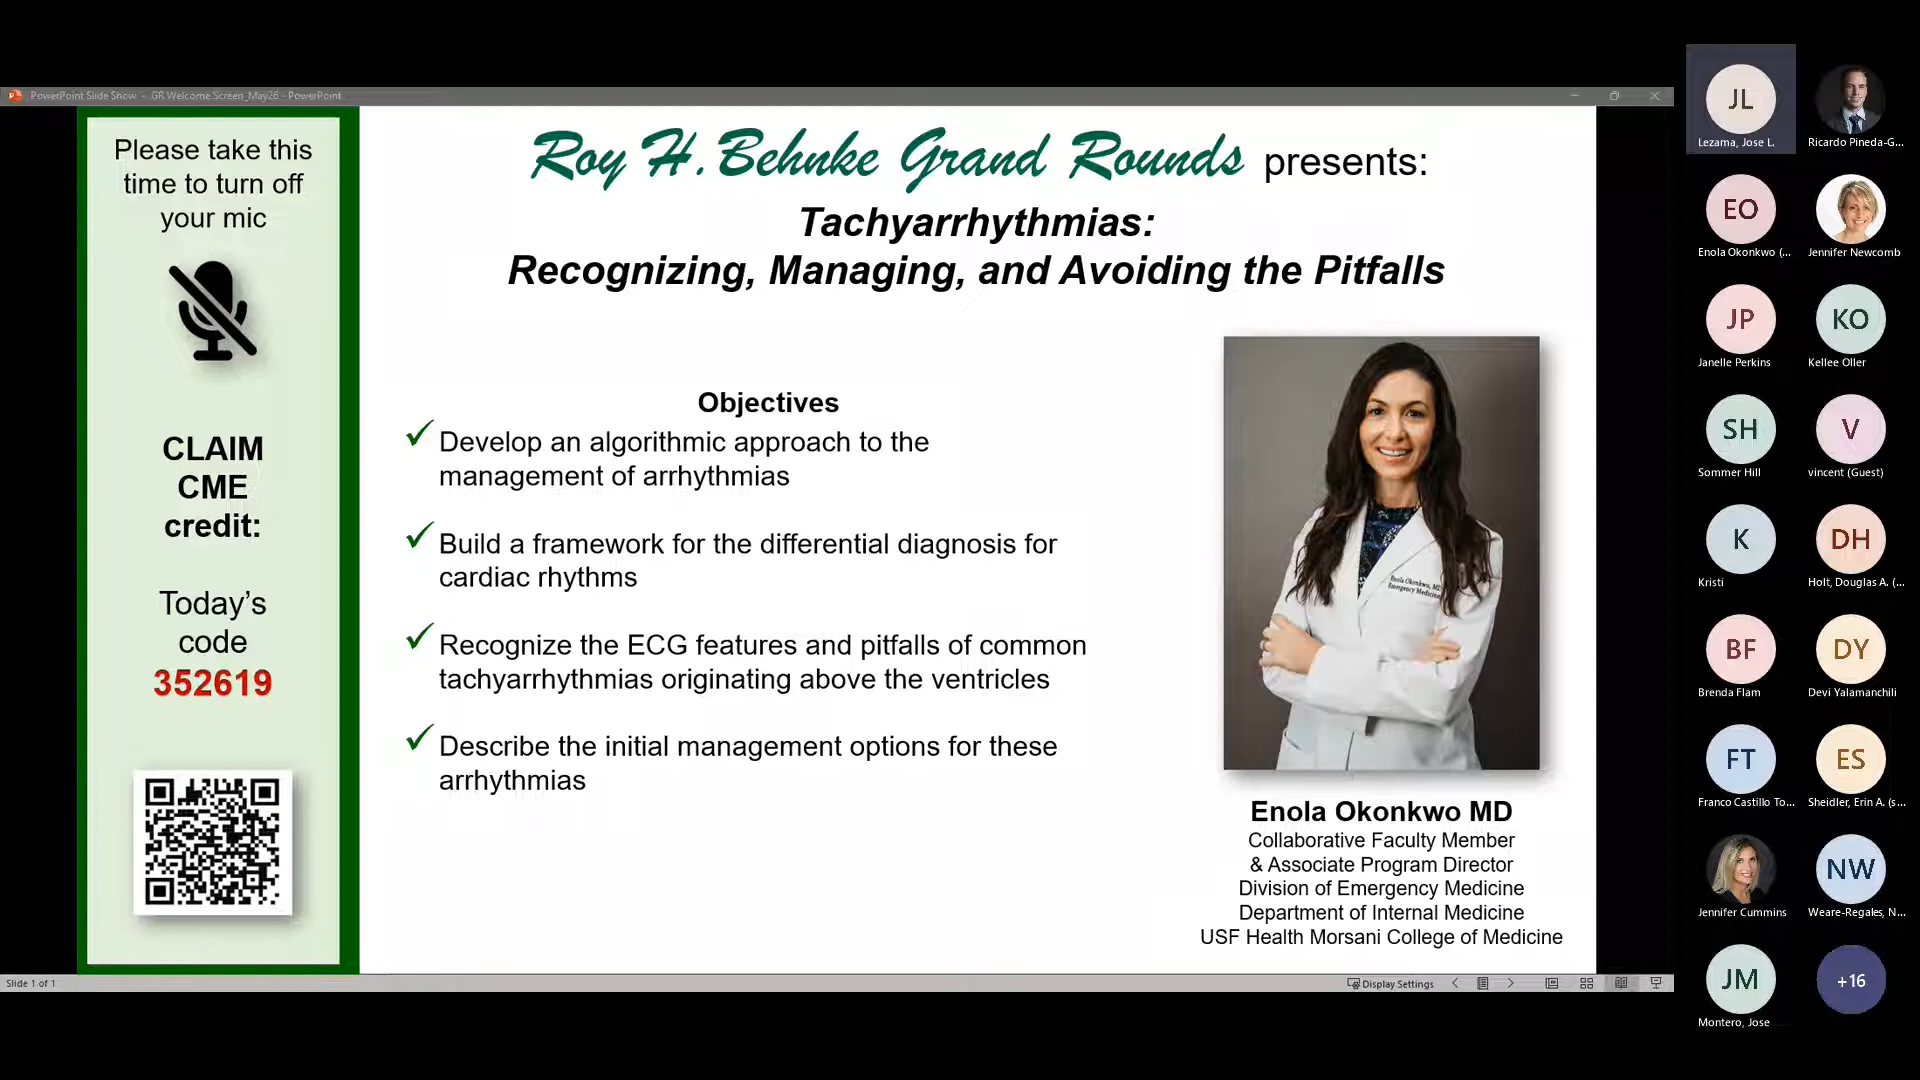 PowerPoint Slide Show - GR Welcome Screen_May26 - PowerPoint
Please take this
time to turn off
your mic
CLAIM
CME
credit:
Today's
code
352619
Roy H. Behnke Grand Rounds presents:
Tachyarrhythmias:
Recognizing, Managing, and Avoiding the Pitfalls
Objectives
✓ Develop an algorithmic approach to the
management of arrhythmias
✓ Build a framework for the differential diagnosis for
cardiac rhythms
✓ Recognize the ECG features and pitfalls of common
tachyarrhythmias originating above the ventricles
✓ Describe the initial management options for these
arrhythmias
Enola Okonkwo, MD
Emergency Medicine
Enola Okonkwo MD
Collaborative Faculty Member
& Associate Program Director
Division of Emergency Medicine
Department of Internal Medicine
USF Health Morsani College of Medicine
Slide 1 of 1
Display Settings
JL
Lezama, Jose L.
Ricardo Pineda-G...
EO
Enola Okonkwo (...
Jennifer Newcomb
JP
Janelle Perkins
KO
Kellee Oller
SH
Sommer Hill
V
vincent (Guest)
K
Kristi
DH
Holt, Douglas A. (...
BF
Brenda Flam
DY
Devi Yalamanchili
FT
Franco Castillo To...
ES
Sheidler, Erin A. (s...
Jennifer Cummins
NW
Weare-Regales, N...
JM
Montero, Jose
+16